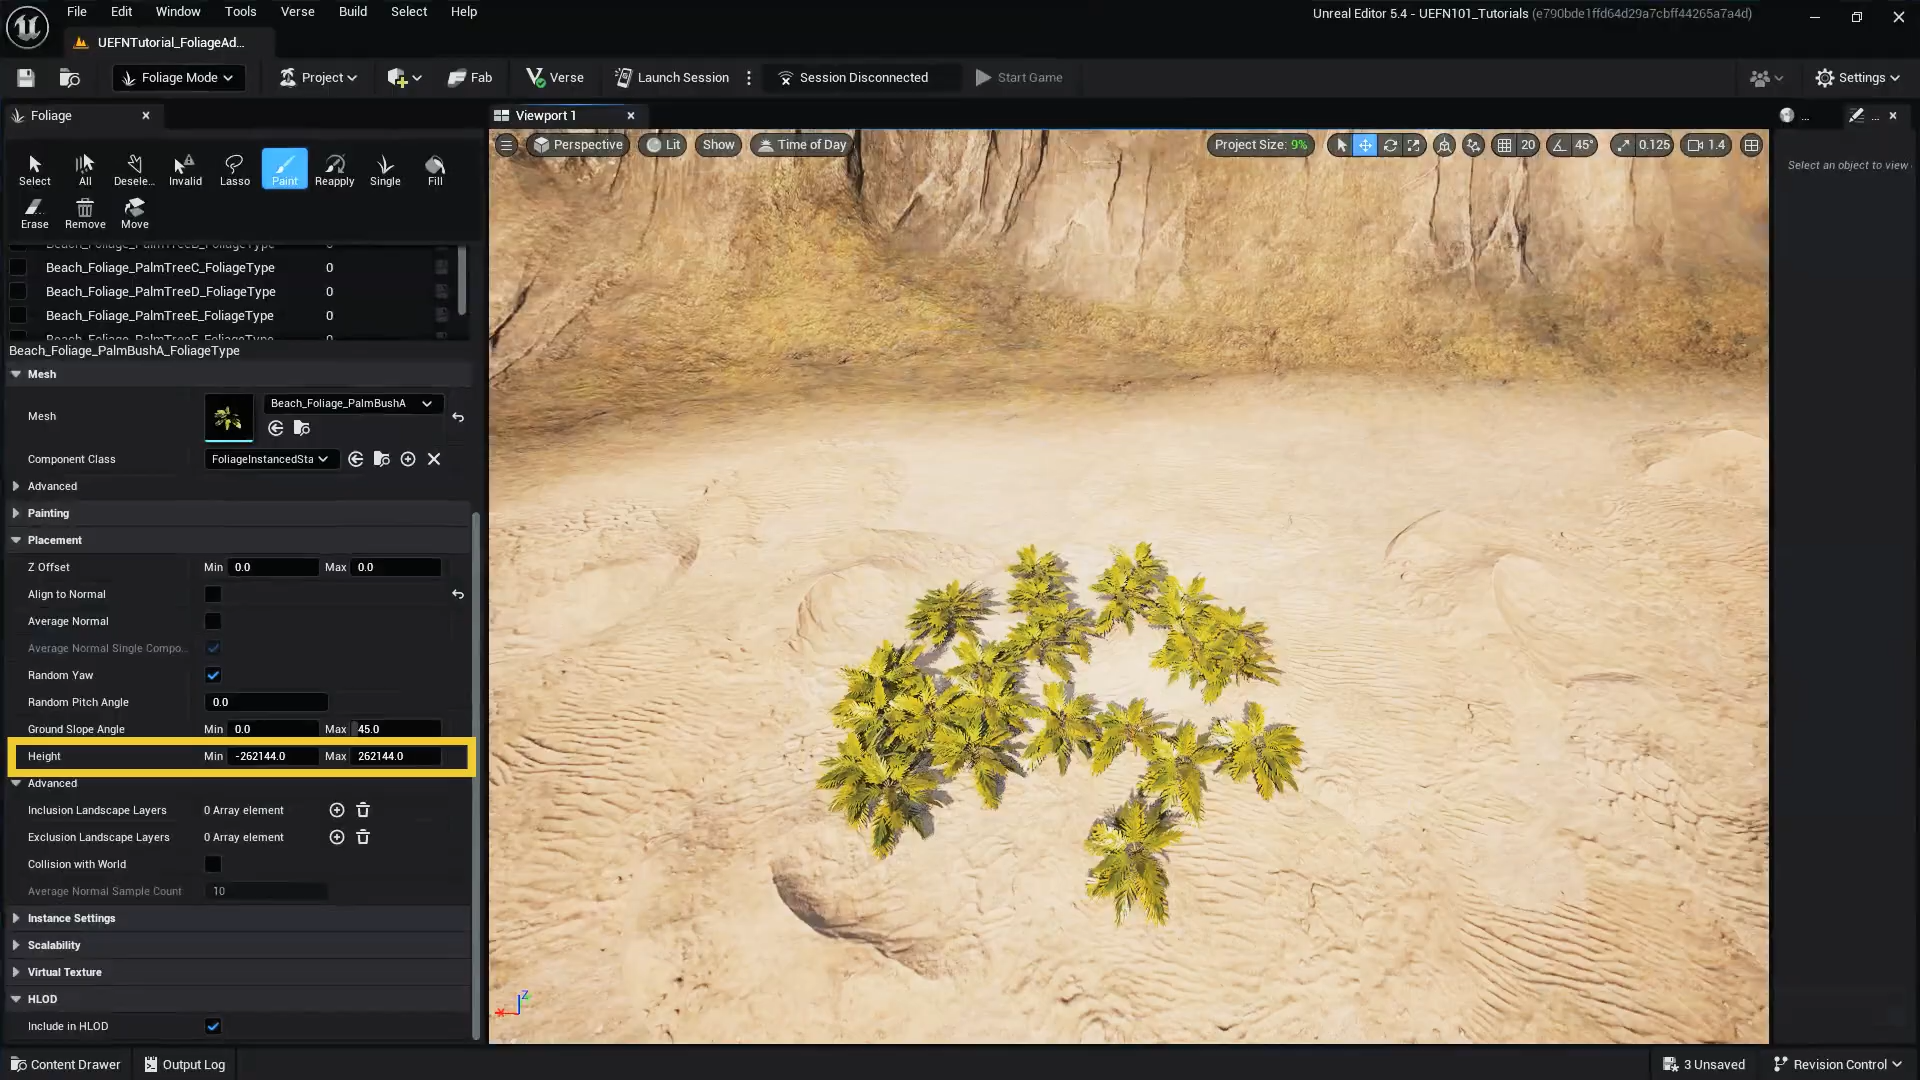 File Edit Window Tools Verse Build Select Help
Unreal Editor 5.4 - UEFN101_Tutorials (e790bde1ffd64d29a7cbff44265a7a4d)
UEFNTutorial_FoliageAd...
Foliage Mode Project Fab Verse Launch Session Session Disconnected Start Game Settings
Foliage
Viewport 1
...
...
Perspective Lit Show Time of Day Project Size: 9% 20 45° 0.125 1.4
Select an object to view
Select All Desele... Invalid Lasso Paint Reapply Single Fill
Erase Remove Move
Beach_Foliage_PalmTreeC_FoliageType 0
Beach_Foliage_PalmTreeD_FoliageType 0
Beach_Foliage_PalmTreeE_FoliageType 0
Beach_Foliage_PalmBushA_FoliageType
Mesh
Mesh Beach_Foliage_PalmBushA
Component Class FoliageInstancedSta
Advanced
Painting
Placement
Z Offset Min 0.0 Max 0.0
Align to Normal
Average Normal
Average Normal Single Compo...
Random Yaw
Random Pitch Angle 0.0
Ground Slope Angle Min 0.0 Max 45.0
Height Min -262144.0 Max 262144.0
Advanced
Inclusion Landscape Layers 0 Array element
Exclusion Landscape Layers 0 Array element
Collision with World
Average Normal Sample Count 10
Instance Settings
Scalability
Virtual Texture
HLOD
Include in HLOD
Z
X
Content Drawer Output Log 3 Unsaved Revision Control